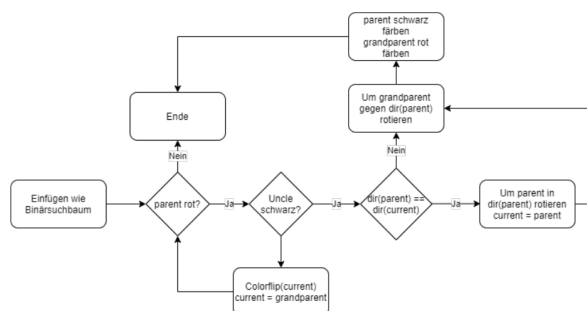 parent schwarz
färben
grandparent rot
färben
Ende
Um grandparent
gegen dir(parent)
rotieren
Nein
Nein
Einfügen wie
Binärsuchbaum
parent rot?
Ja
Uncle
schwarz?
Ja
dir(parent) ==
dir(current)
Ja
Um parent in
dir(parent) rotieren
current = parent
Colorflip(current)
current = grandparent